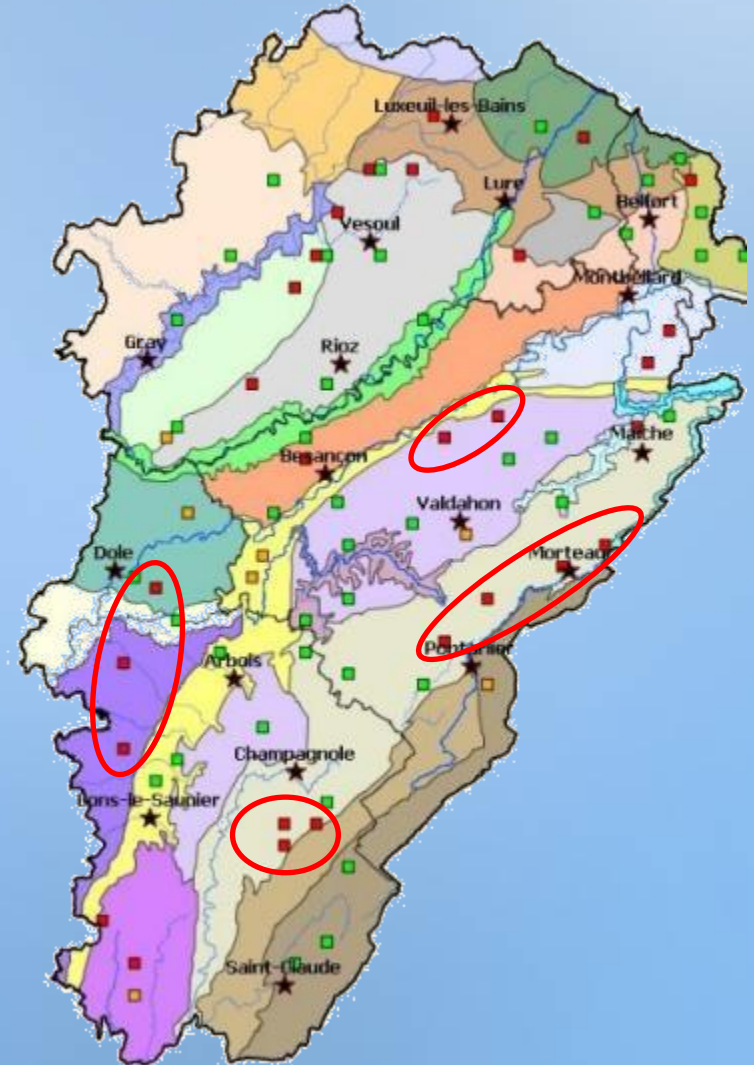 Luxeuil-les-Bains
Lure
Belfort
Vesoul
Montbéliard
Gray
Rioz
Maîche
Besançon
Valdahon
Dole
Morteau
Pontarlier
Arbois
Champagnole
Lons-le-Saunier
Saint-Claude